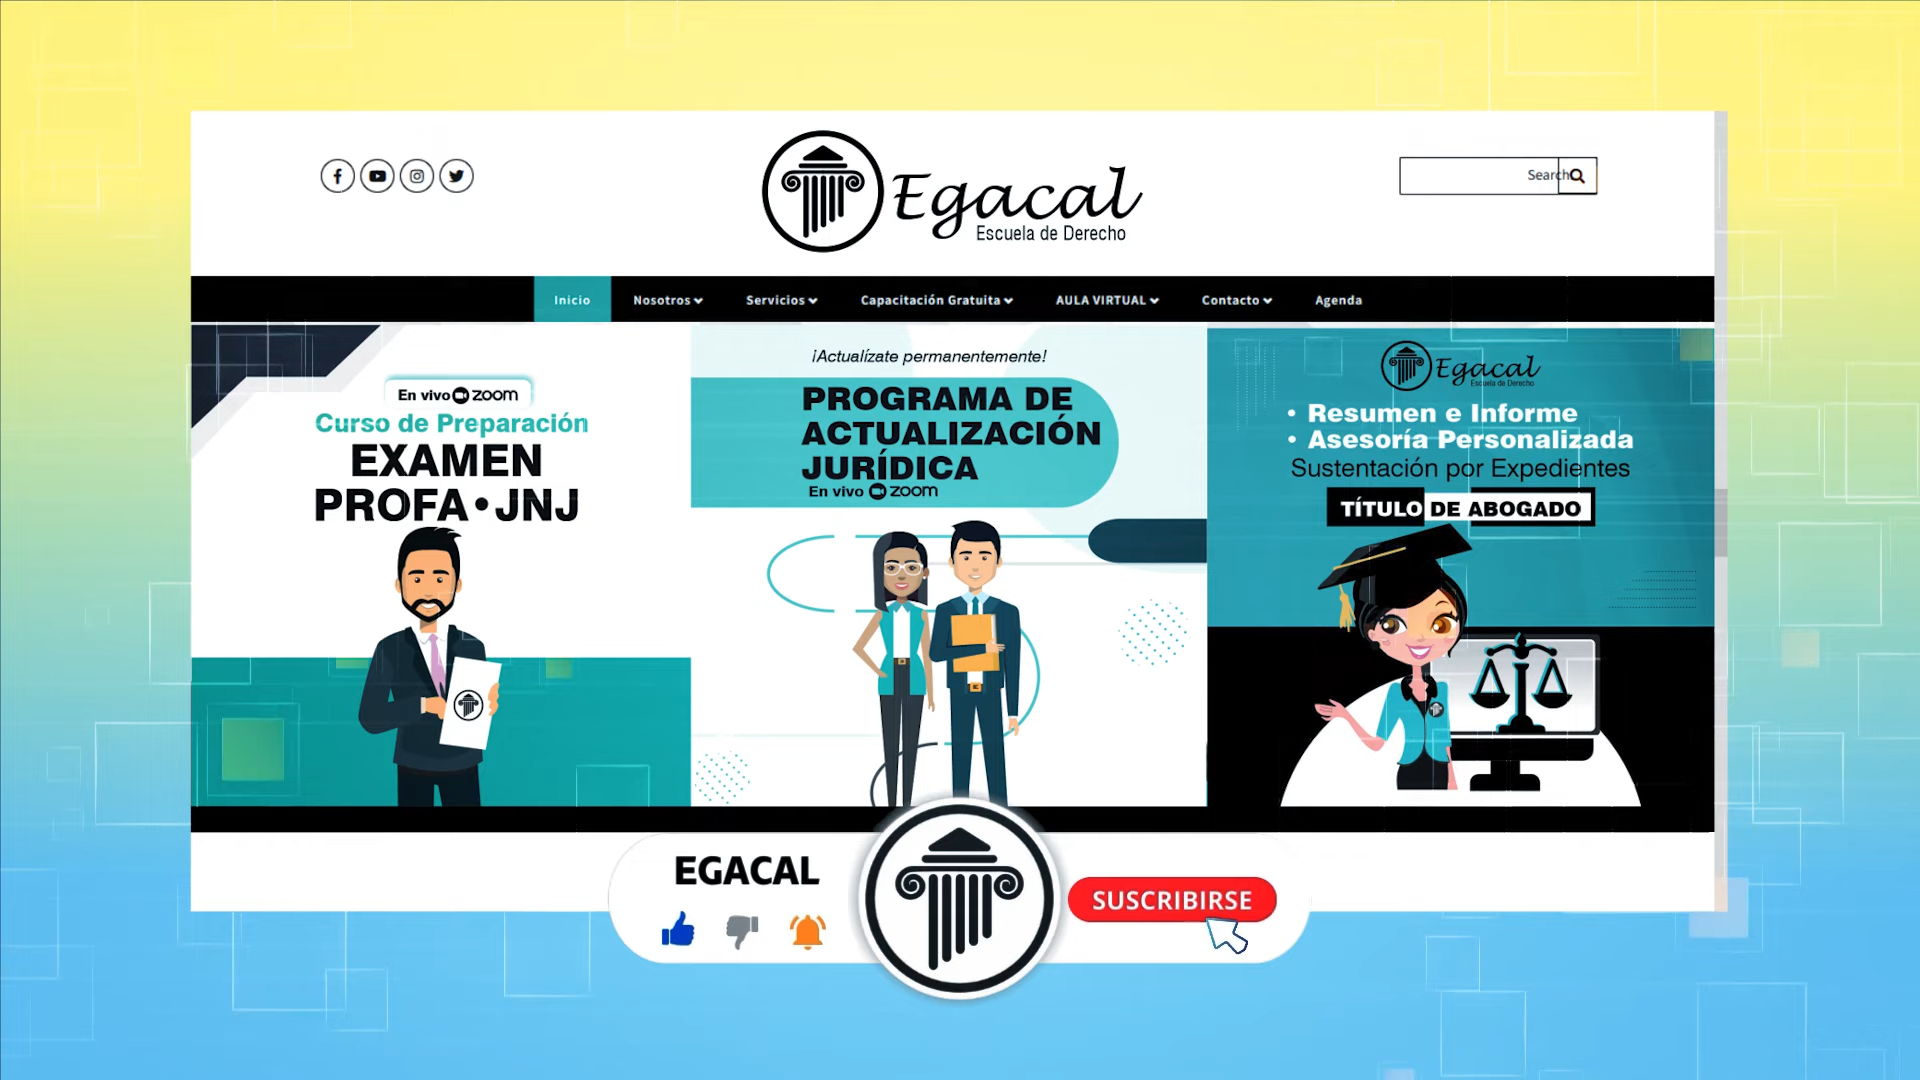 Egacal
Escuela de Derecho
Search
Inicio
Nosotros
Servicios
Capacitación Gratuita
AULA VIRTUAL
Contacto
Agenda
En vivo zoom
Curso de Preparación
EXAMEN
PROFA • JNJ
¡Actualízate permanentemente!
PROGRAMA DE
ACTUALIZACIÓN
JURÍDICA
En vivo zoom
Egacal
Escuela de Derecho
• Resumen e Informe
• Asesoría Personalizada
Sustentación por Expedientes
TÍTULO DE ABOGADO
EGACAL
SUSCRIBIRSE